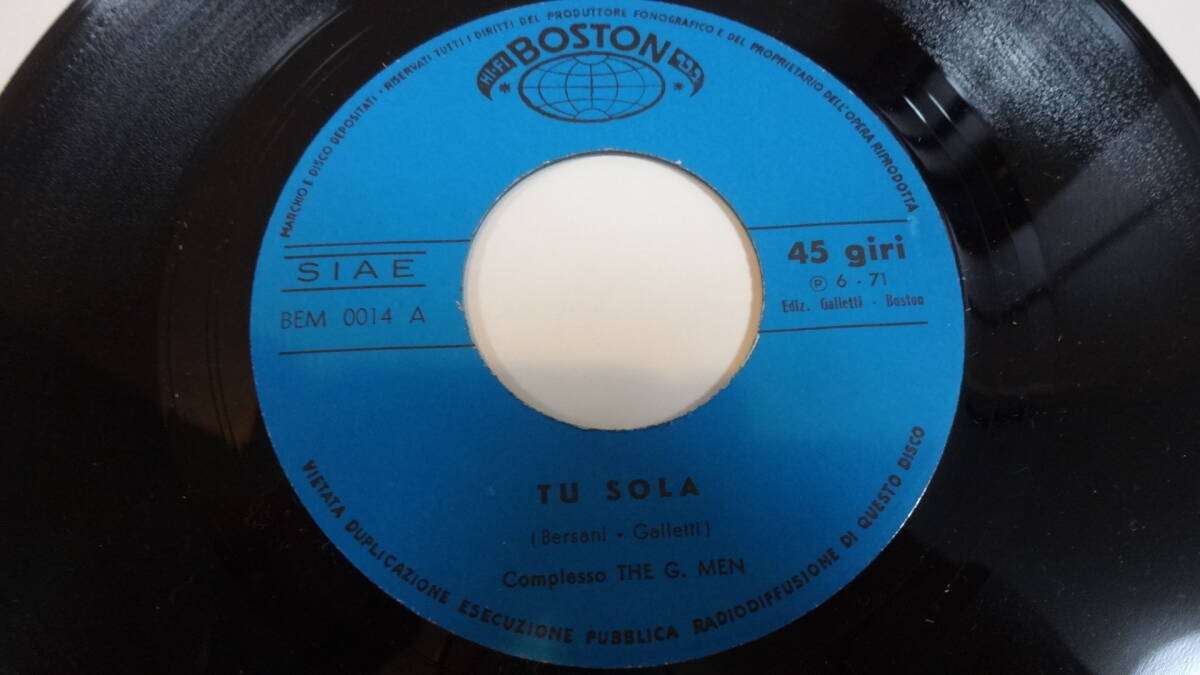 MARCHIO E DISCO DEPOSITATI - RISERVATI TUTTI I DIRITTI DEL PRODUTTORE FONOGRAFICO E DEL PROPRIETARIO DELL'OPERA RIPRODOTTA
HI-FI BOSTON
SIAE
BEM 0014 A
45 giri
℗ 6 - 71
Ediz. Galletti - Boston
TU SOLA
(Bersani - Galletti)
Complesso THE G. MEN
VIETATA DUPLICAZIONE ESECUZIONE PUBBLICA RADIODIFFUSIONE DI QUESTO DISCO